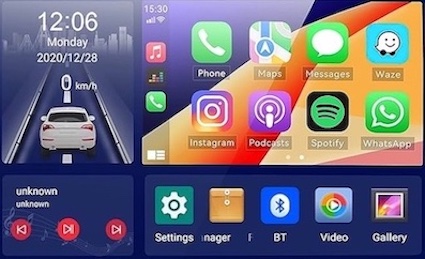 12:06
Monday
2020/12/28
0 km/h
15:30
Phone
Maps
Messages
Waze
Instagram
Podcasts
Spotify
WhatsApp
unknown
unknown
Settings
nager
F
BT
Video
Gallery